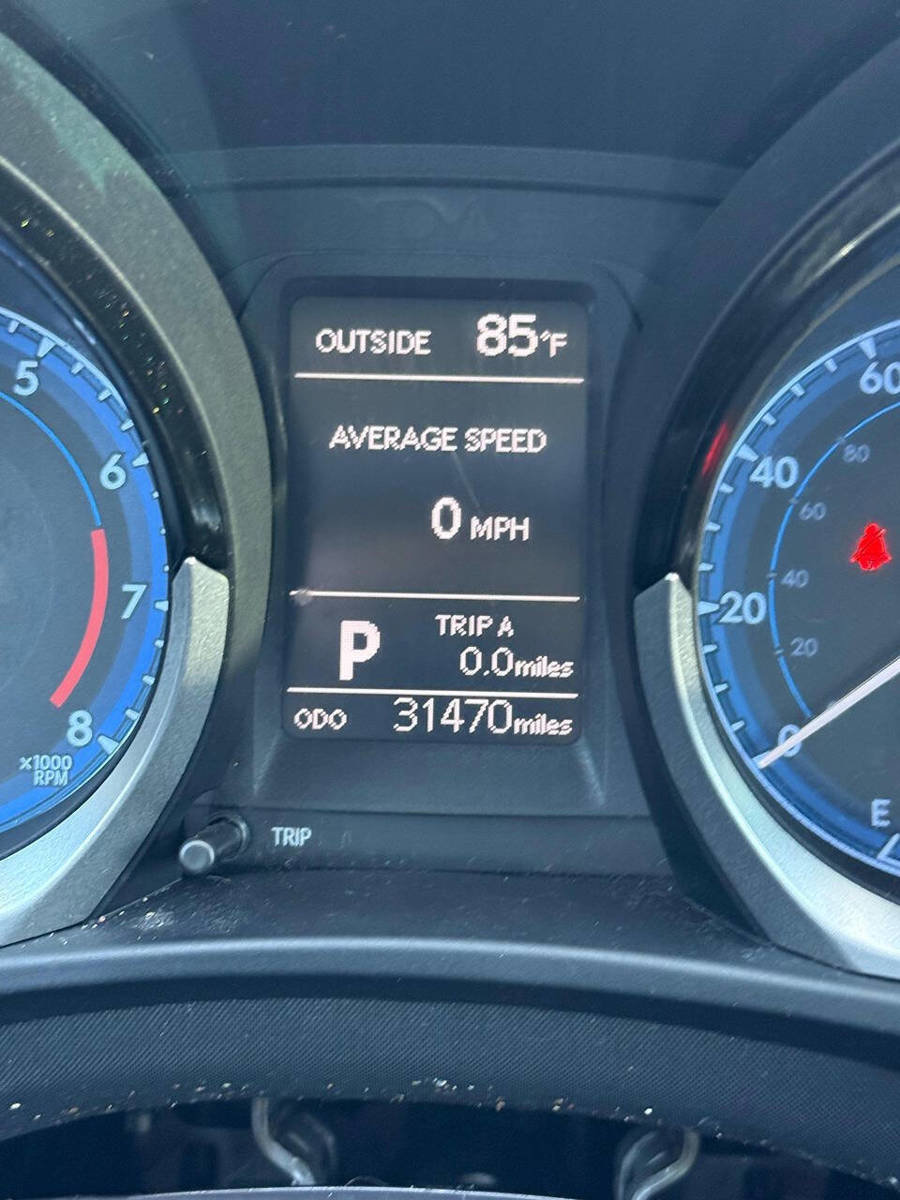 OUTSIDE 85°F
AVERAGE SPEED
0 MPH
P
TRIP A
0.0miles
ODO 31470miles
TRIP
5
6
7
8
x1000
RPM
60
40
20
0
80
60
40
20
E